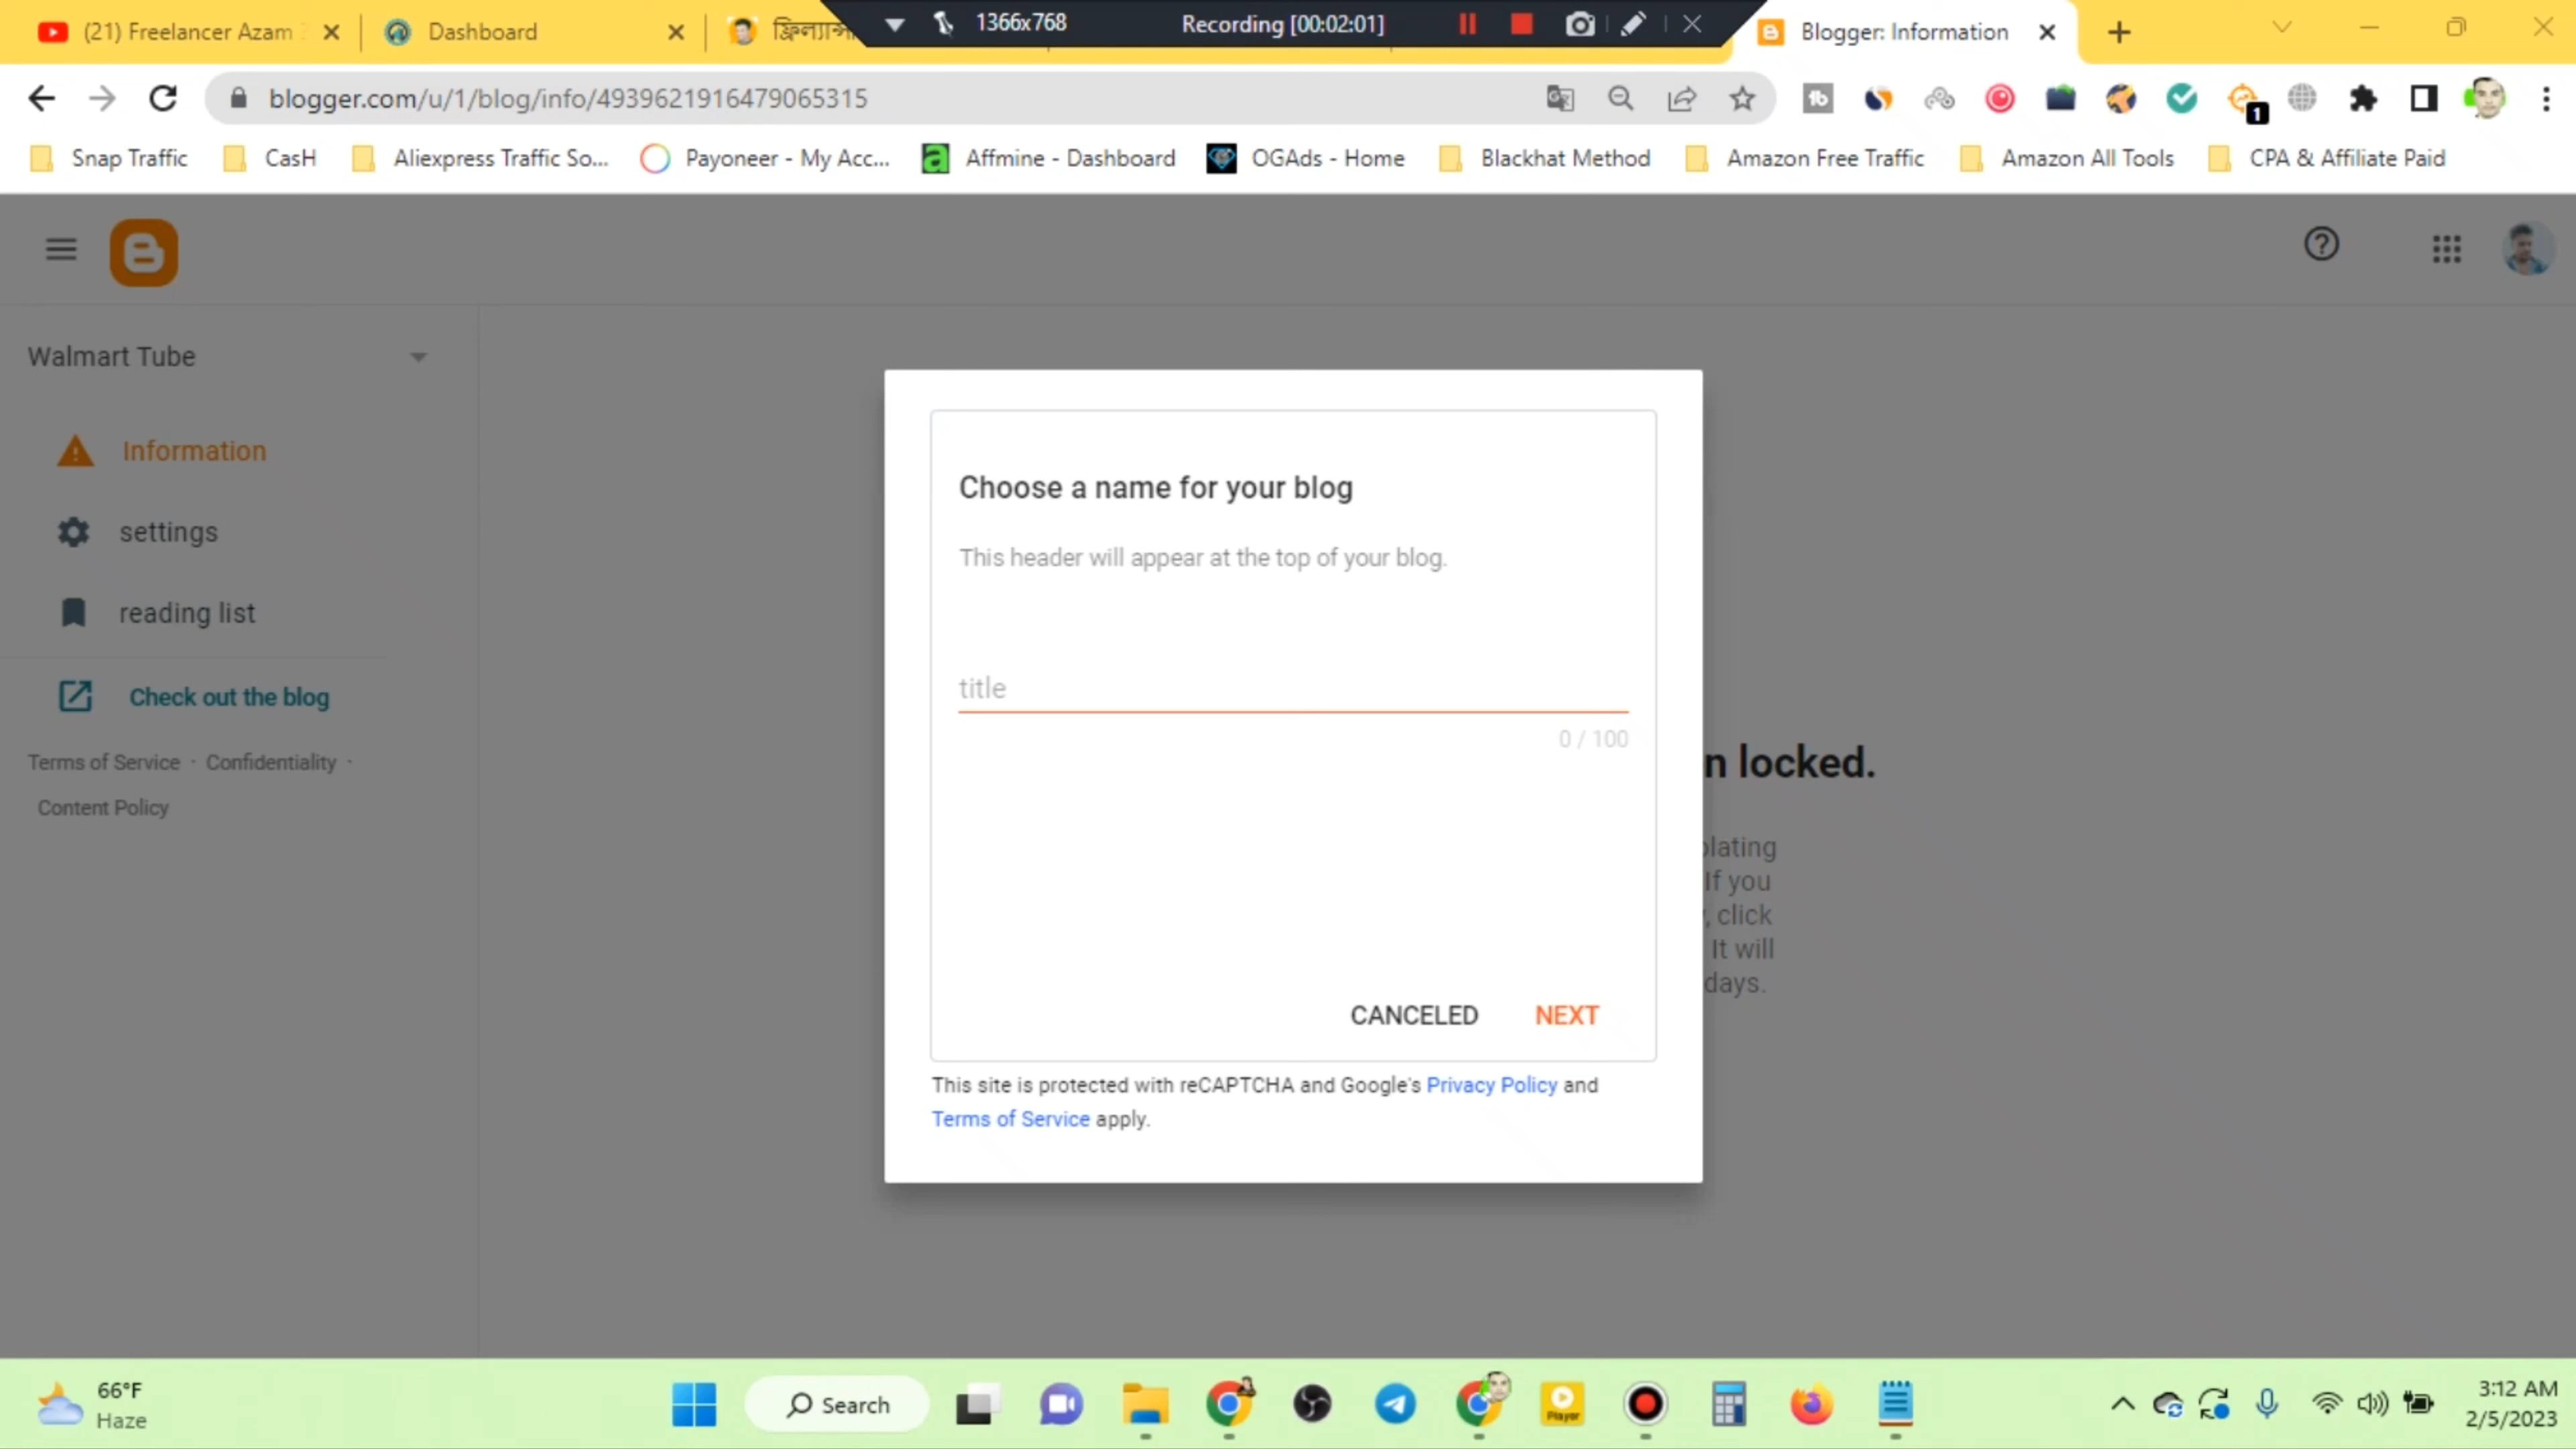 (21) Freelancer Azam
Dashboard
1366x768
Recording [00:02:01]
Blogger: Information
blogger.com/u/1/blog/info/4939621916479065315
1
Snap Traffic
CasH
Aliexpress Traffic So...
Payoneer - My Acc...
Affmine - Dashboard
OGAds - Home
Blackhat Method
Amazon Free Traffic
Amazon All Tools
CPA & Affiliate Paid
Walmart Tube
Information
settings
reading list
Check out the blog
Terms of Service · Confidentiality ·
Content Policy
Choose a name for your blog
This header will appear at the top of your blog.
title
0 / 100
CANCELED
NEXT
This site is protected with reCAPTCHA and Google's Privacy Policy and
Terms of Service apply.
locked.
If you
click
It will
days.
66°F
Haze
Search
Player
3:12 AM
2/5/2023